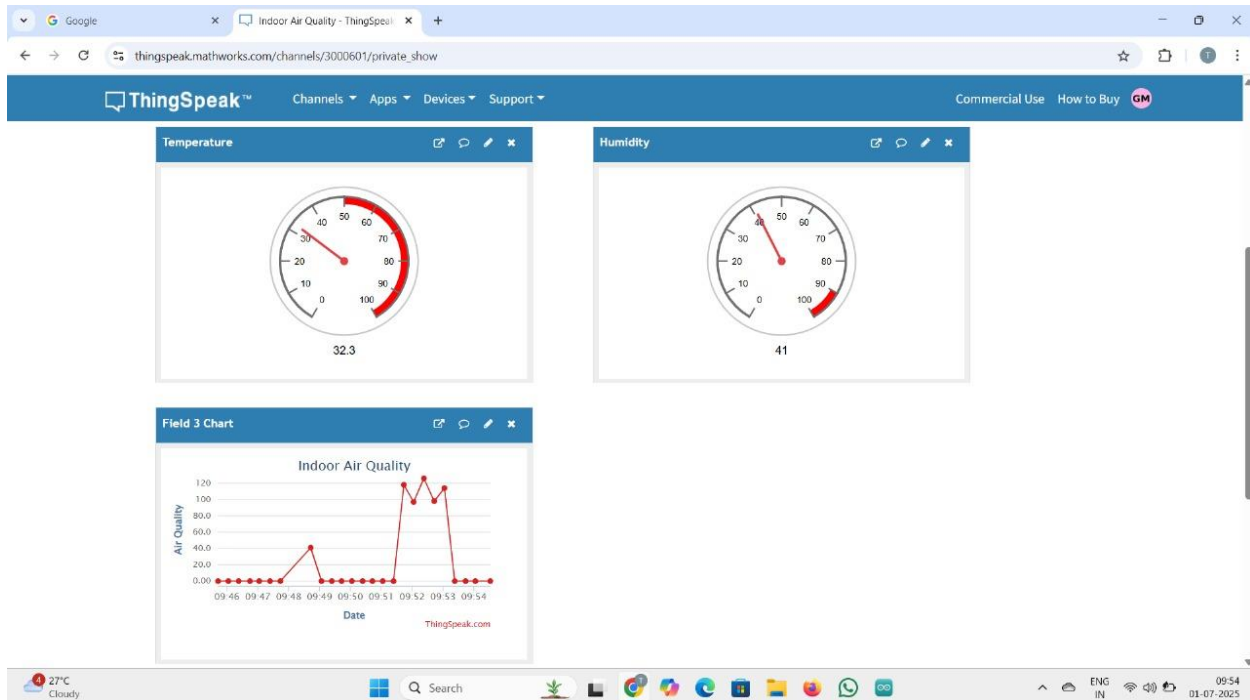 Google
Indoor Air Quality - ThingSpeak
thingspeak.mathworks.com/channels/3000601/private_show
T
ThingSpeak™ Channels Apps Devices Support Commercial Use How to Buy GM
Temperature
0 10 20 30 40 50 60 70 80 90 100
32.3
Humidity
0 10 20 30 40 50 60 70 80 90 100
41
Field 3 Chart
Indoor Air Quality
Air Quality
120
100
80.0
60.0
40.0
20.0
0.00
09:46 09:47 09:48 09:49 09:50 09:51 09:52 09:53 09:54
Date
ThingSpeak.com
4
27°C
Cloudy
Search
ENG
IN
09:54
01-07-2025